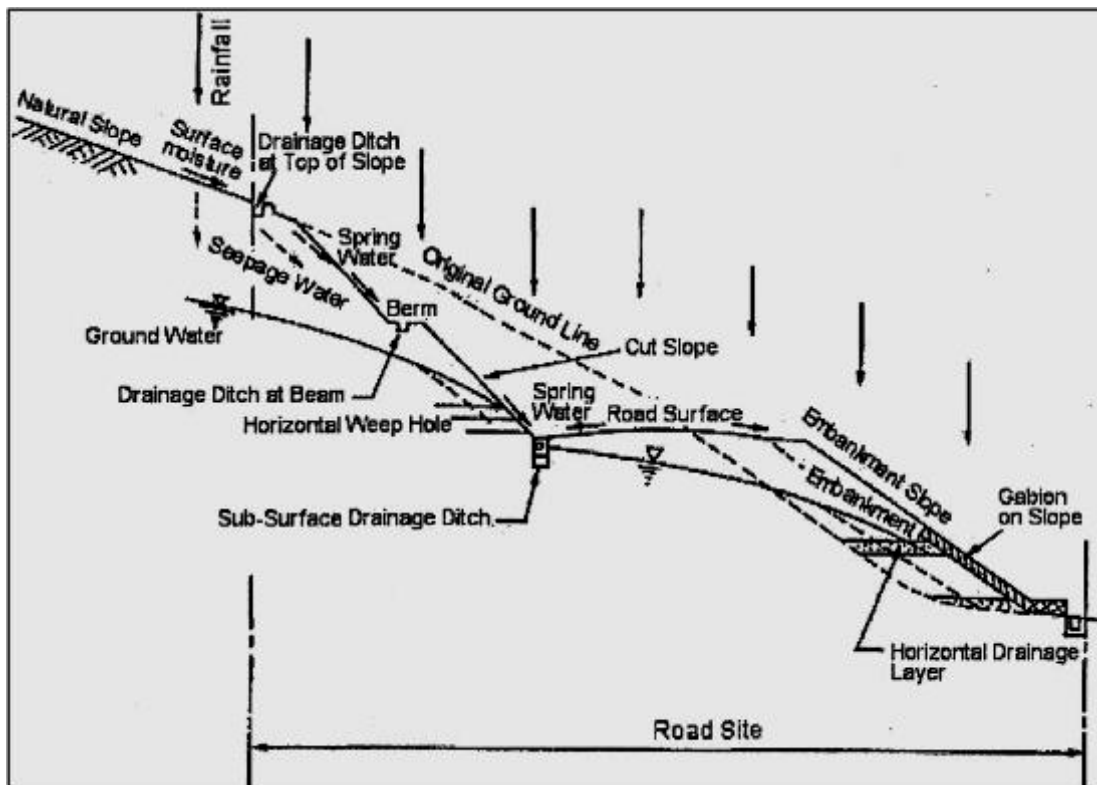 Rainfall
Natural Slope
Surface
moisture
Drainage Ditch
at Top of Slope
Spring
Water
Original Ground Line
Seepage Water
Berm
Ground Water
Cut Slope
Drainage Ditch at Beam
Spring
Water
Road Surface
Horizontal Weep Hole
Embankment Slope
Embankment
Gabion
on Slope
Sub-Surface Drainage Ditch.
Horizontal Drainage
Layer
Road Site